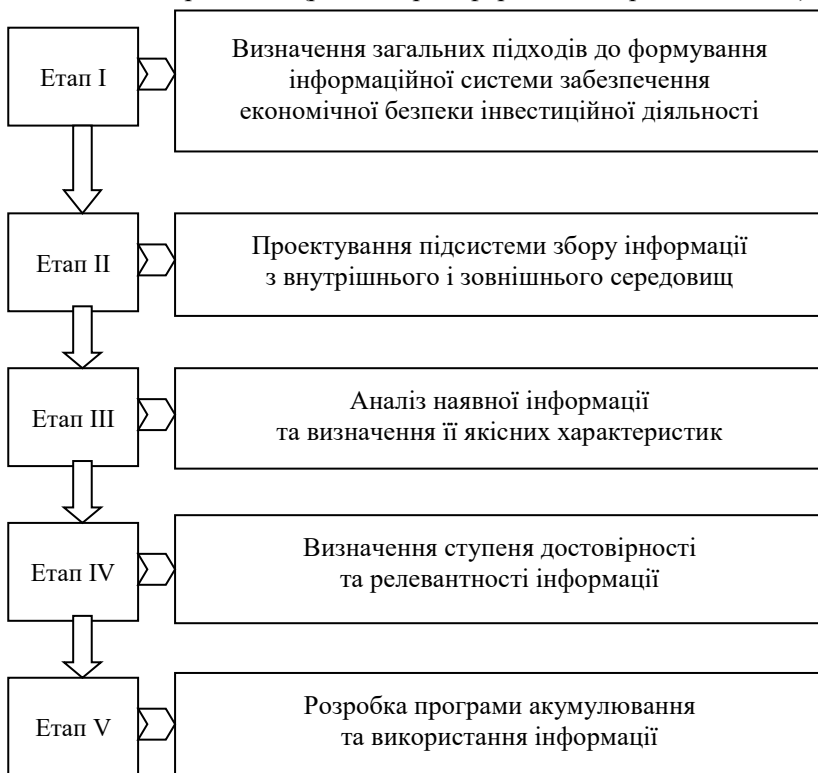 Етап I
Визначення загальних підходів до формування
інформаційної системи забезпечення
економічної безпеки інвестиційної діяльності
Етап II
Проектування підсистеми збору інформації
з внутрішнього і зовнішнього середовищ
Етап III
Аналіз наявної інформації
та визначення її якісних характеристик
Етап IV
Визначення ступеня достовірності
та релевантності інформації
Етап V
Розробка програми акумулювання
та використання інформації